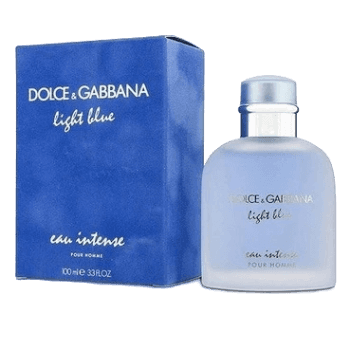 DOLCE & GABBANA
light blue
eau intense
POUR HOMME
100 ml ℮ 3.3 FL.OZ.
DOLCE & GABBANA
light blue
eau intense
POUR HOMME